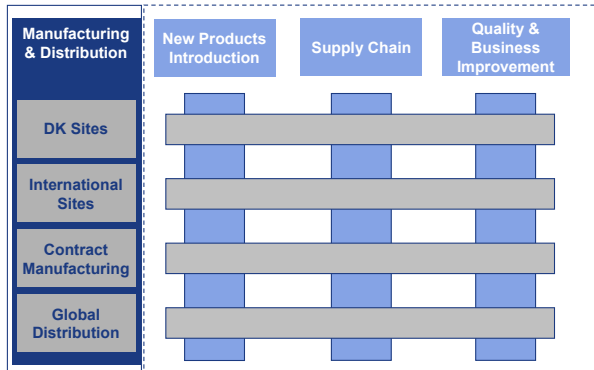 Manufacturing
& Distribution
New Products
Introduction
Supply Chain
Quality &
Business
Improvement
DK Sites
International
Sites
Contract
Manufacturing
Global
Distribution